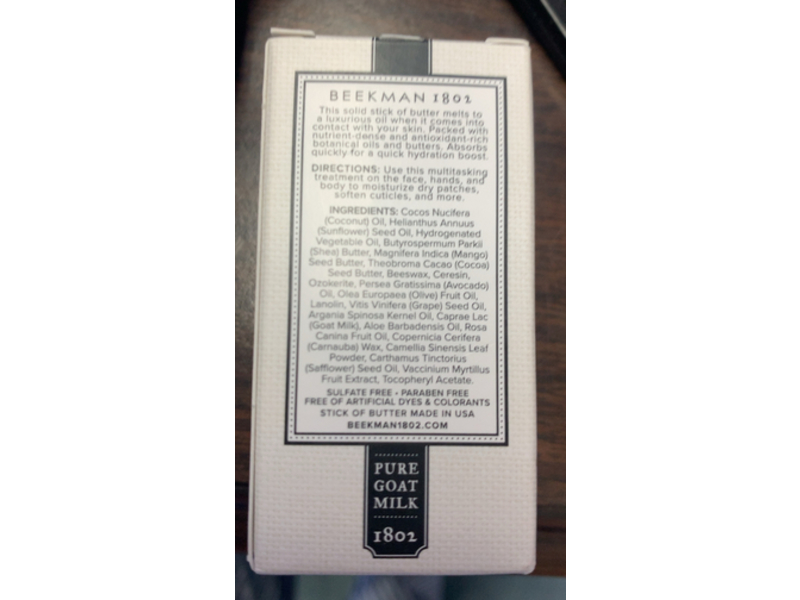 BEEKMAN 1802
This solid stick of butter melts to
a luxurious oil when it comes into
contact with your skin. Packed with
nutrient-dense and antioxidant-rich
botanical oils and butters. Absorbs
quickly for a quick hydration boost.
DIRECTIONS: Use this multitasking
treatment on the face, hands, and
body to moisturize dry patches,
soften cuticles, and more.
INGREDIENTS: Cocos Nucifera
(Coconut) Oil, Helianthus Annuus
(Sunflower) Seed Oil, Hydrogenated
Vegetable Oil, Butyrospermum Parkii
(Shea) Butter, Magnifera Indica (Mango)
Seed Butter, Theobroma Cacao (Cocoa)
Seed Butter, Beeswax, Ceresin,
Ozokerite, Persea Gratissima (Avocado)
Oil, Olea Europaea (Olive) Fruit Oil,
Lanolin, Vitis Vinifera (Grape) Seed Oil,
Argania Spinosa Kernel Oil, Caprae Lac
(Goat Milk), Aloe Barbadensis Oil, Rosa
Canina Fruit Oil, Copernicia Cerifera
(Carnauba) Wax, Camellia Sinensis Leaf
Powder, Carthamus Tinctorius
(Safflower) Seed Oil, Vaccinium Myrtillus
Fruit Extract, Tocopheryl Acetate.
SULFATE FREE - PARABEN FREE
FREE OF ARTIFICIAL DYES & COLORANTS
STICK OF BUTTER MADE IN USA
BEEKMAN1802.COM
PURE
GOAT
MILK
1802